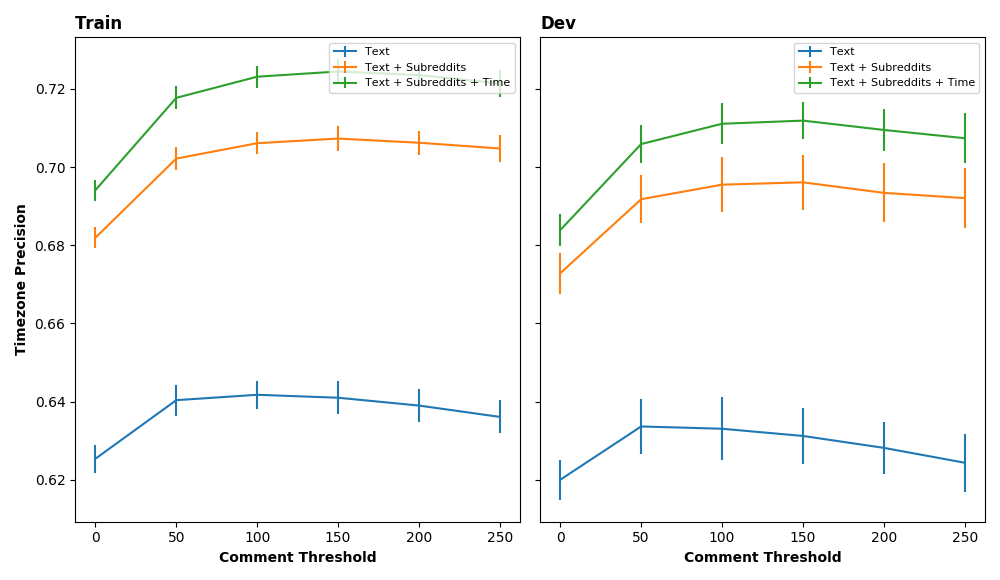 Train
Dev
Text
Text + Subreddits
Text + Subreddits + Time
Text
Text + Subreddits
Text + Subreddits + Time
Timezone Precision
0.72
0.70
0.68
0.66
0.64
0.62
0 50 100 150 200 250
0 50 100 150 200 250
Comment Threshold
Comment Threshold